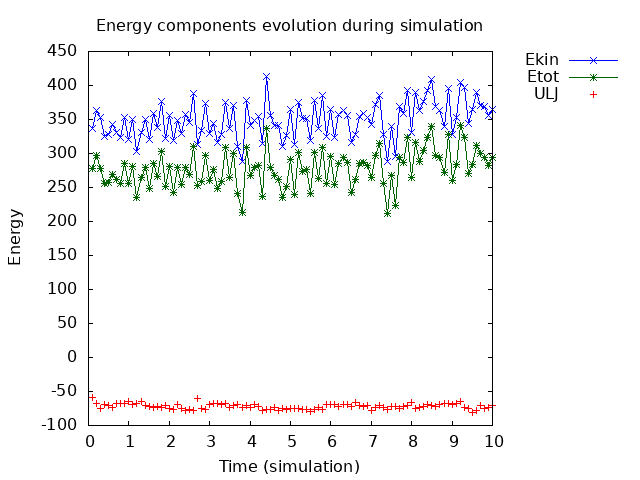 Energy components evolution during simulation
450
400
350
300
250
200
150
100
50
0
-50
-100
Energy
0 1 2 3 4 5 6 7 8 9 10
Time (simulation)
Ekin
Etot
ULJ